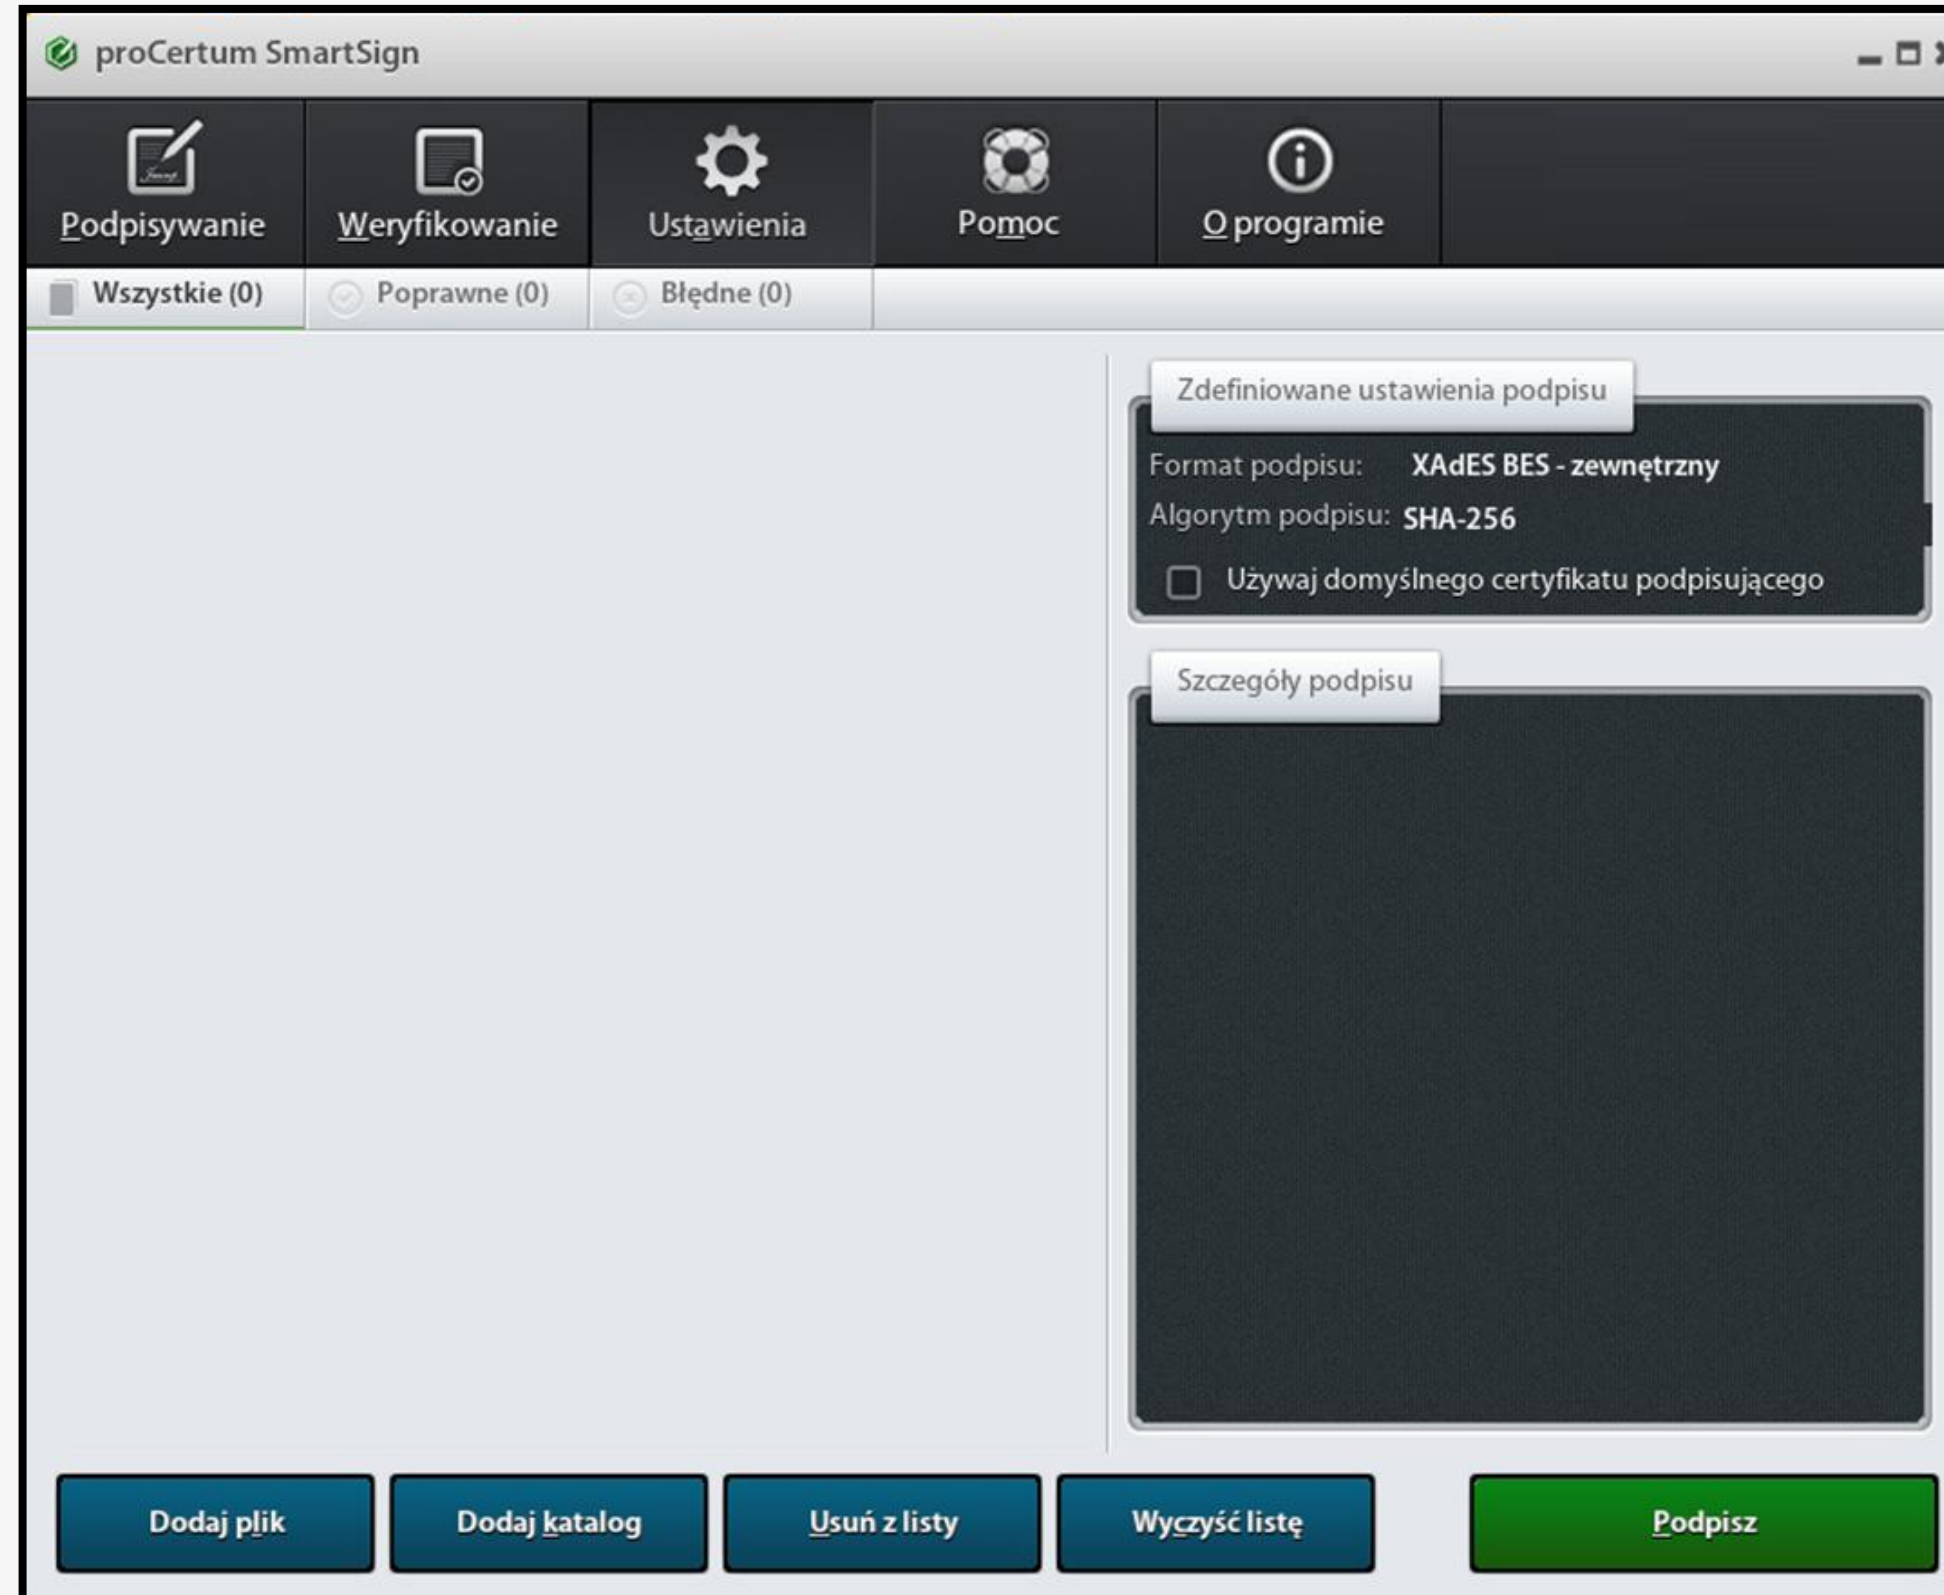 proCertum SmartSign
Podpisywanie
Weryfikowanie
Ustawienia
Pomoc
O programie
Wszystkie (0)
Poprawne (0)
Błędne (0)
Zdefiniowane ustawienia podpisu
Format podpisu: XAdES BES - zewnętrzny
Algorytm podpisu: SHA-256
Używaj domyślnego certyfikatu podpisującego
Szczegóły podpisu
Dodaj plik
Dodaj katalog
Usuń z listy
Wyczyść listę
Podpisz